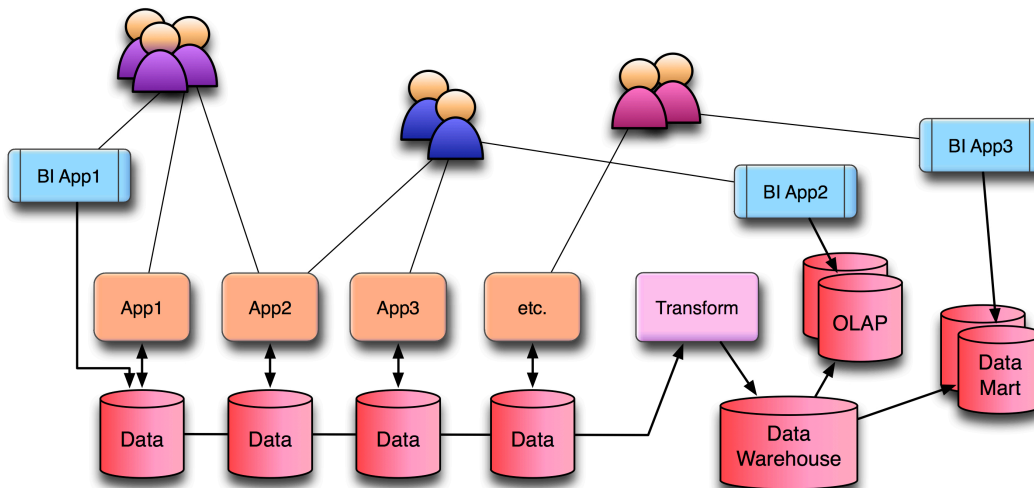 BI App1
BI App2
BI App3
App1
App2
App3
etc.
Transform
OLAP
Data
Mart
Data
Data
Data
Data
Data
Warehouse